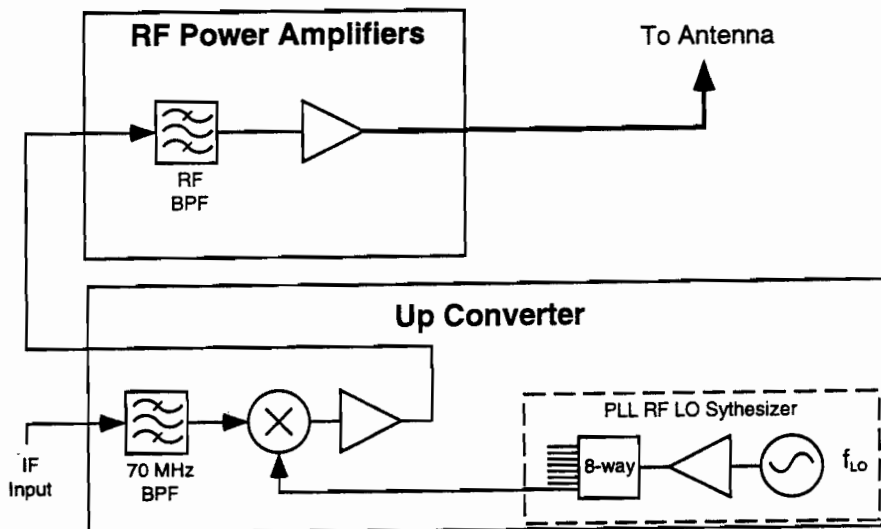 RF Power Amplifiers
To Antenna
RF
BPF
Up Converter
PLL RF LO Sythesizer
8-way
fLO
IF
Input
70 MHz
BPF